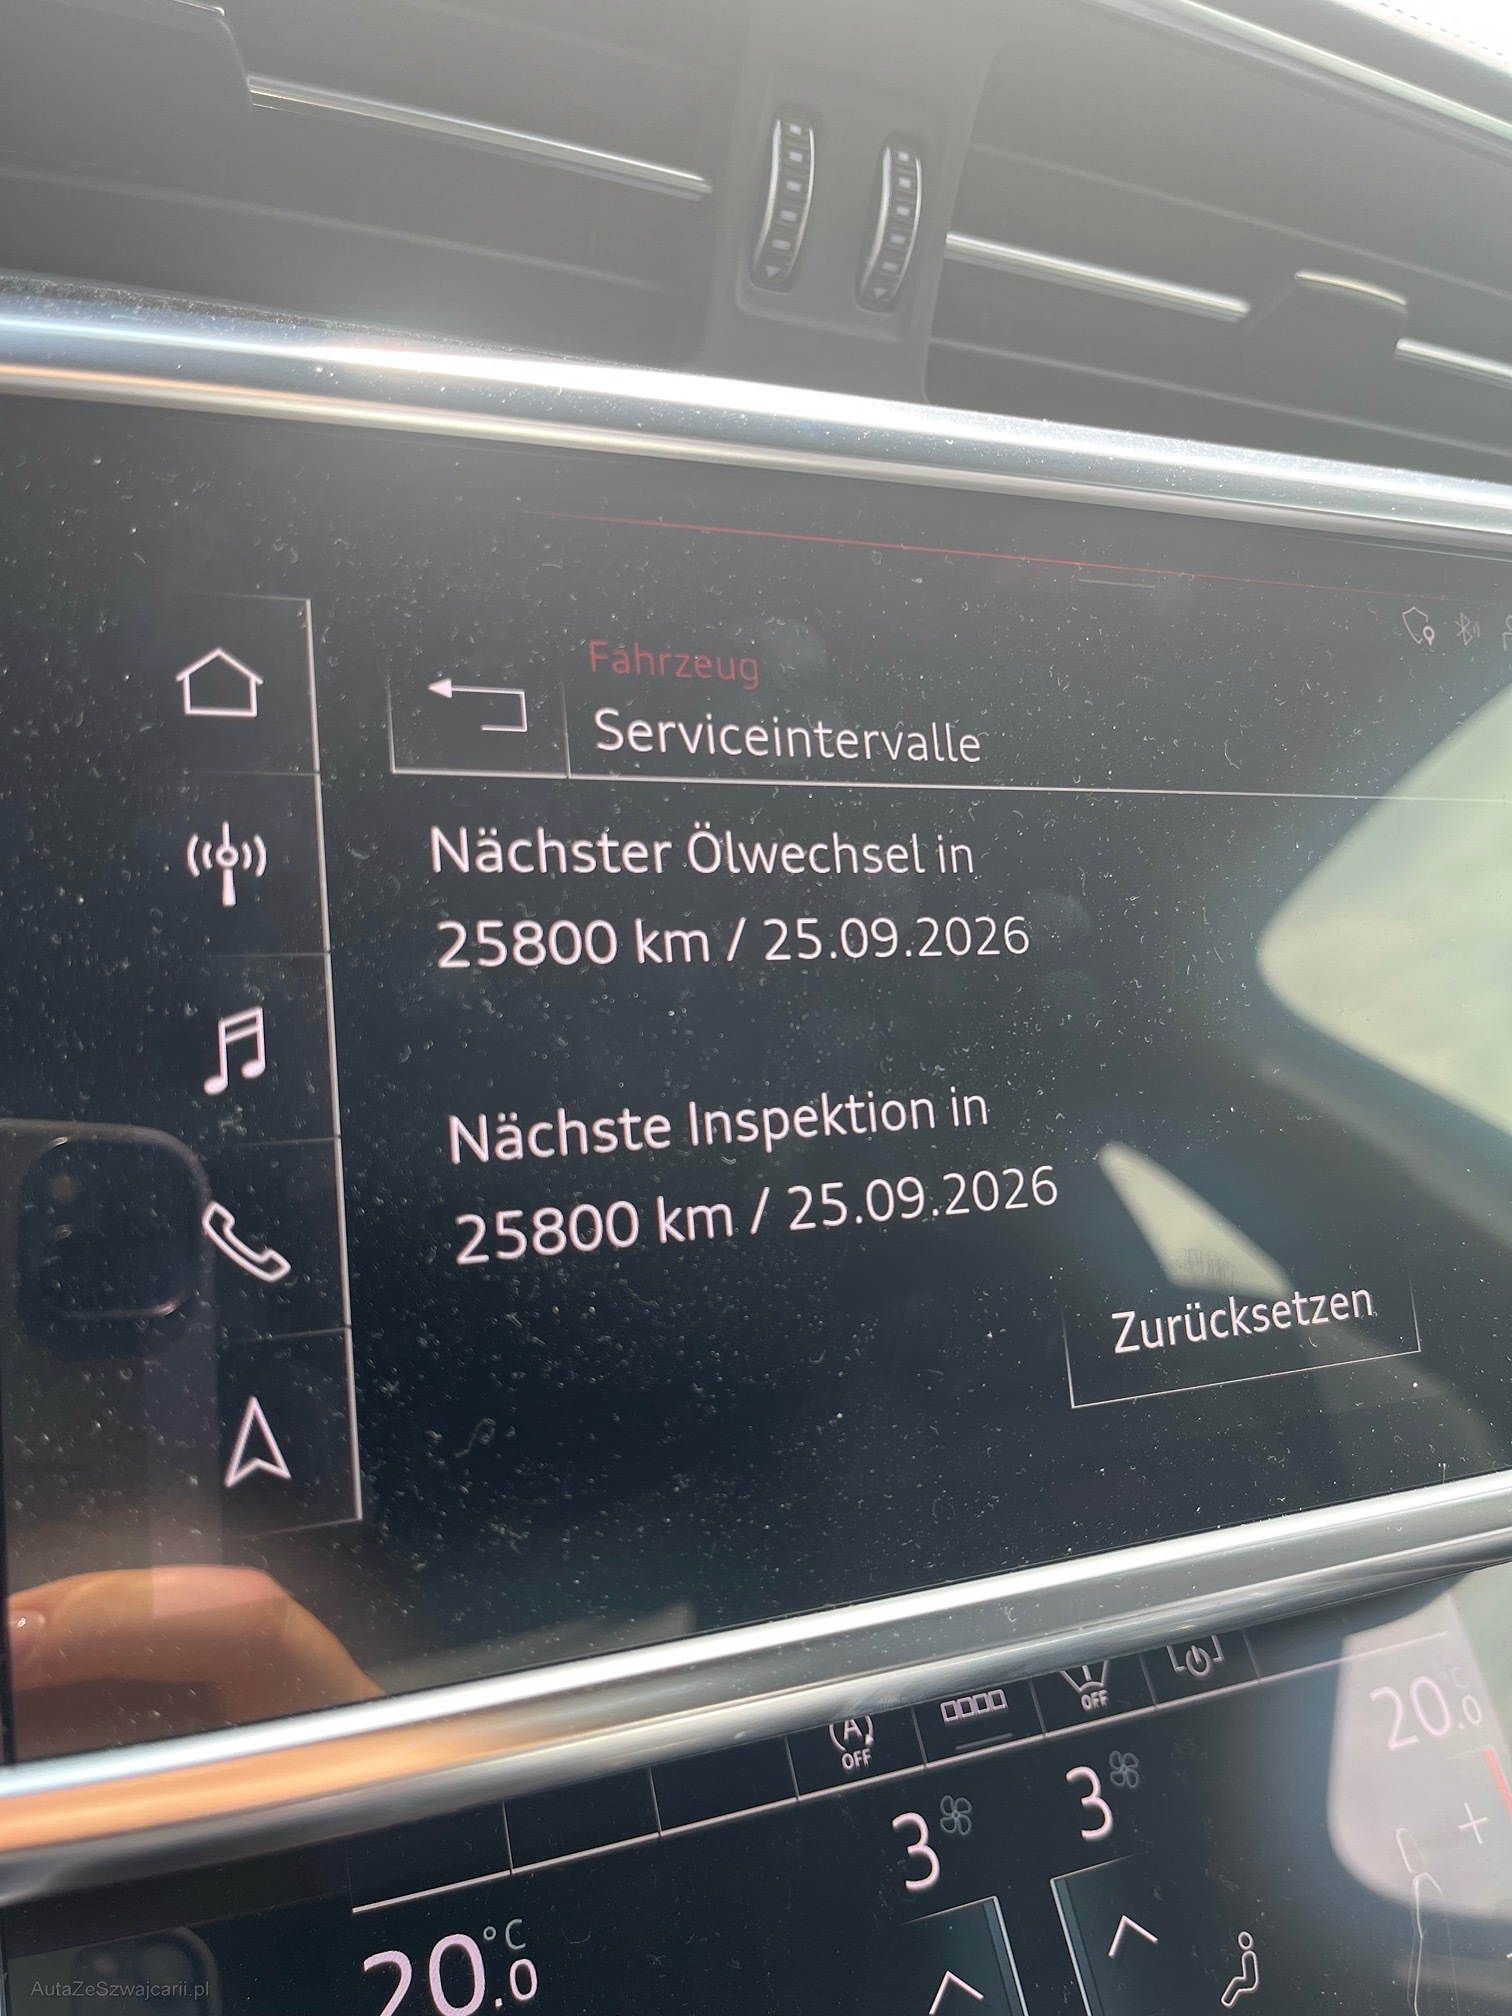 Fahrzeug
Serviceintervalle
Nächster Ölwechsel in
25800 km / 25.09.2026
Nächste Inspektion in
25800 km / 25.09.2026
Zurücksetzen
A
OFF
OFF
20.0
3
3
20.0 °C
AutaZeSzwajcarii.pl